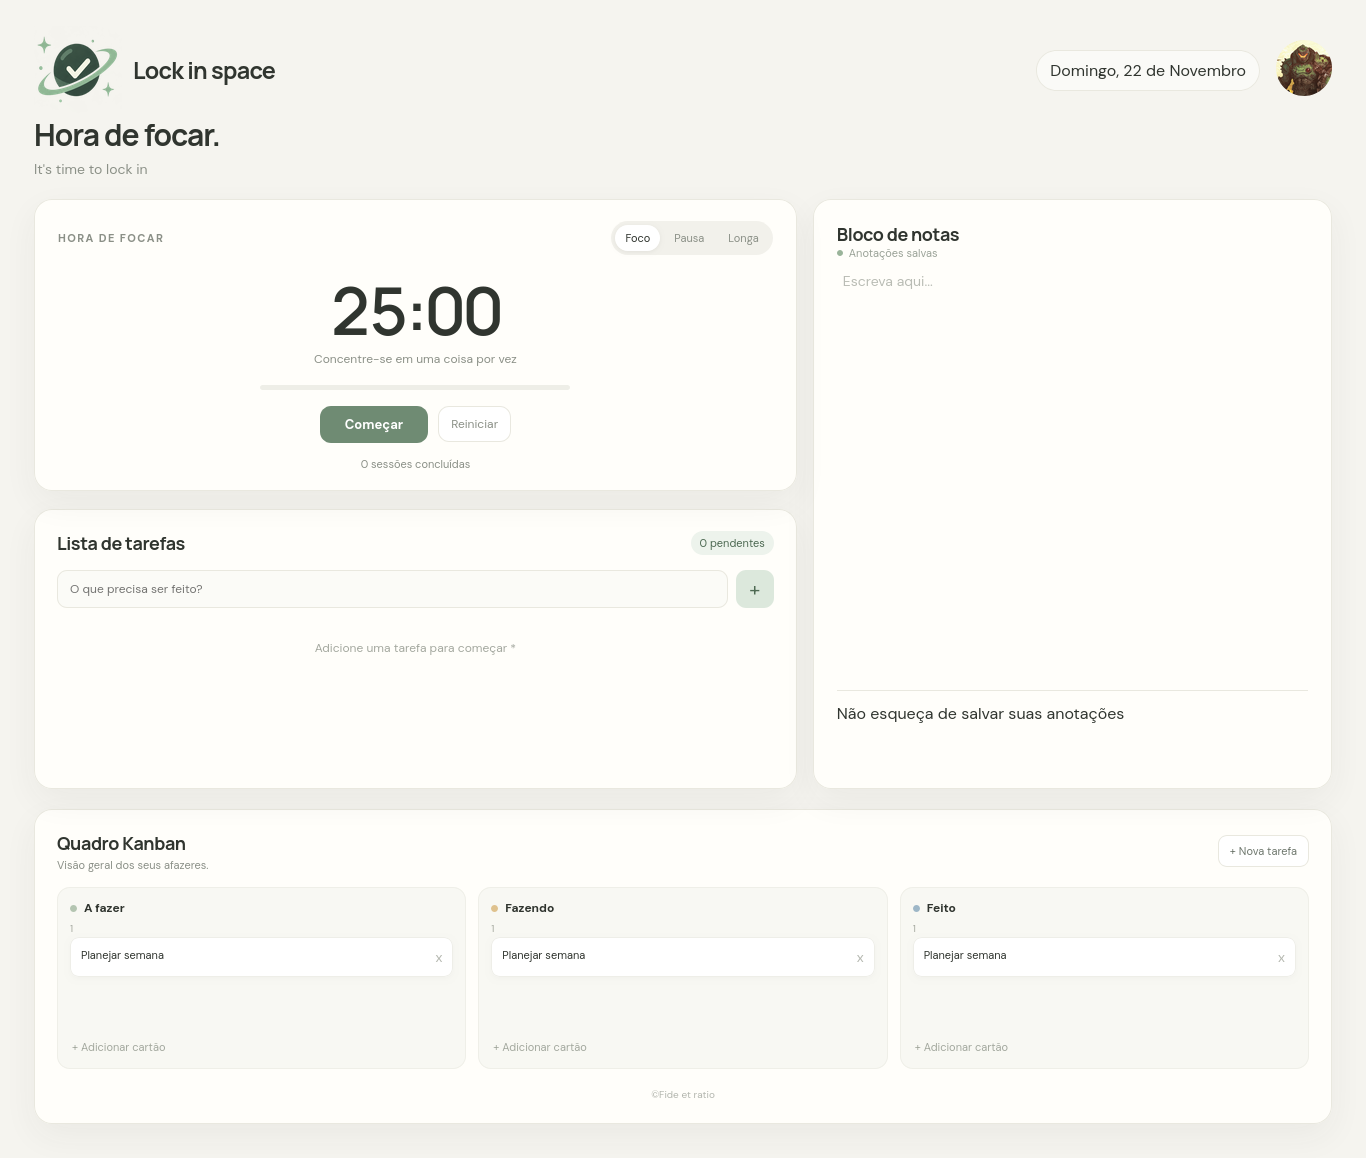 Lock in space
Domingo, 22 de Novembro
Hora de focar.
It's time to lock in
HORA DE FOCAR
Foco
Pausa
Longa
25:00
Concentre-se em uma coisa por vez
Começar
Reiniciar
0 sessões concluídas
Bloco de notas
Anotações salvas
Escreva aqui...
Não esqueça de salvar suas anotações
Lista de tarefas
0 pendentes
O que precisa ser feito?
+
Adicione uma tarefa para começar *
Quadro Kanban
Visão geral dos seus afazeres.
+ Nova tarefa
A fazer
1
Planejar semana
x
+ Adicionar cartão
Fazendo
1
Planejar semana
x
+ Adicionar cartão
Feito
1
Planejar semana
x
+ Adicionar cartão
©Fide et ratio